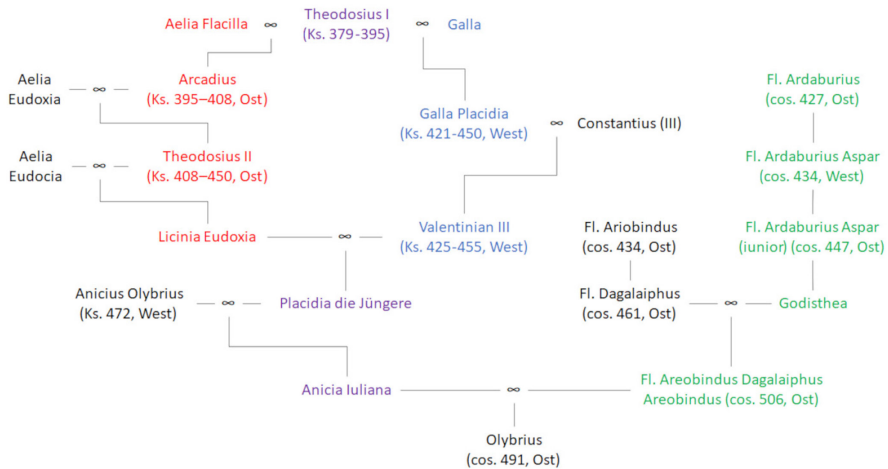 Aelia Flacilla
∞
Theodosius I
(Ks. 379-395)
∞
Galla
Aelia
Eudoxia
∞
Arcadius
(Ks. 395–408, Ost)
Galla Placidia
(Ks. 421-450, West)
∞
Constantius (III)
Fl. Ardaburius
(cos. 427, Ost)
Aelia
Eudocia
∞
Theodosius II
(Ks. 408–450, Ost)
Fl. Ardaburius Aspar
(cos. 434, West)
Licinia Eudoxia
∞
Valentinian III
(Ks. 425-455, West)
Fl. Ariobindus
(cos. 434, Ost)
Fl. Ardaburius Aspar
(iunior) (cos. 447, Ost)
Anicius Olybrius
(Ks. 472, West)
∞
Placidia die Jüngere
Fl. Dagalaiphus
(cos. 461, Ost)
∞
Godisthea
Anicia Iuliana
∞
Fl. Areobindus Dagalaiphus
Areobindus (cos. 506, Ost)
Olybrius
(cos. 491, Ost)